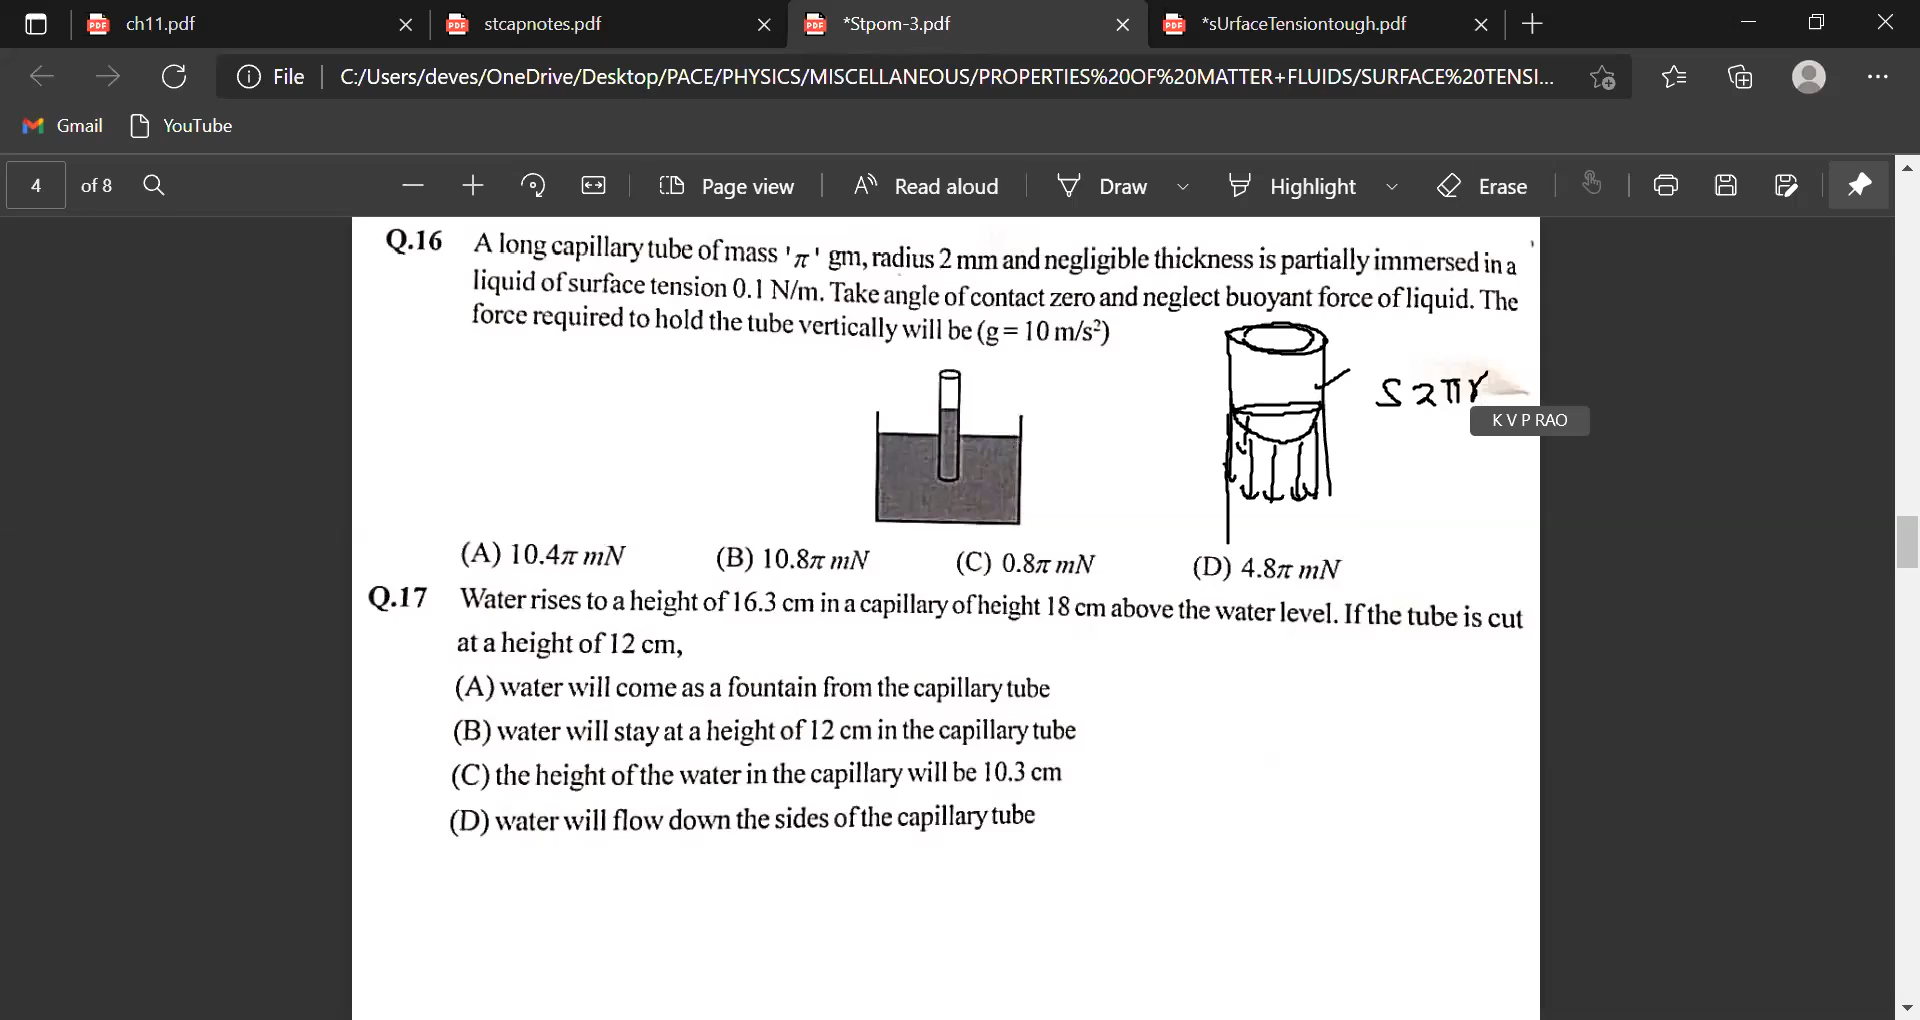 ch11.pdf
stcapnotes.pdf
*Stpom-3.pdf
*sUrfaceTensiontough.pdf
File
C:/Users/deves/OneDrive/Desktop/PACE/PHYSICS/MISCELLANEOUS/PROPERTIES%20OF%20MATTER+FLUIDS/SURFACE%20TENSI...
Gmail
YouTube
4 of 8
Page view
Read aloud
Draw
Highlight
Erase
Q.16 A long capillary tube of mass 'π' gm, radius 2 mm and negligible thickness is partially immersed in a
liquid of surface tension 0.1 N/m. Take angle of contact zero and neglect buoyant force of liquid. The
force required to hold the tube vertically will be (g = 10 m/s²)
S 2πr
K V P RAO
(A) 10.4π mN (B) 10.8π mN (C) 0.8π mN (D) 4.8π mN
Q.17 Water rises to a height of 16.3 cm in a capillary of height 18 cm above the water level. If the tube is cut
at a height of 12 cm,
(A) water will come as a fountain from the capillary tube
(B) water will stay at a height of 12 cm in the capillary tube
(C) the height of the water in the capillary will be 10.3 cm
(D) water will flow down the sides of the capillary tube